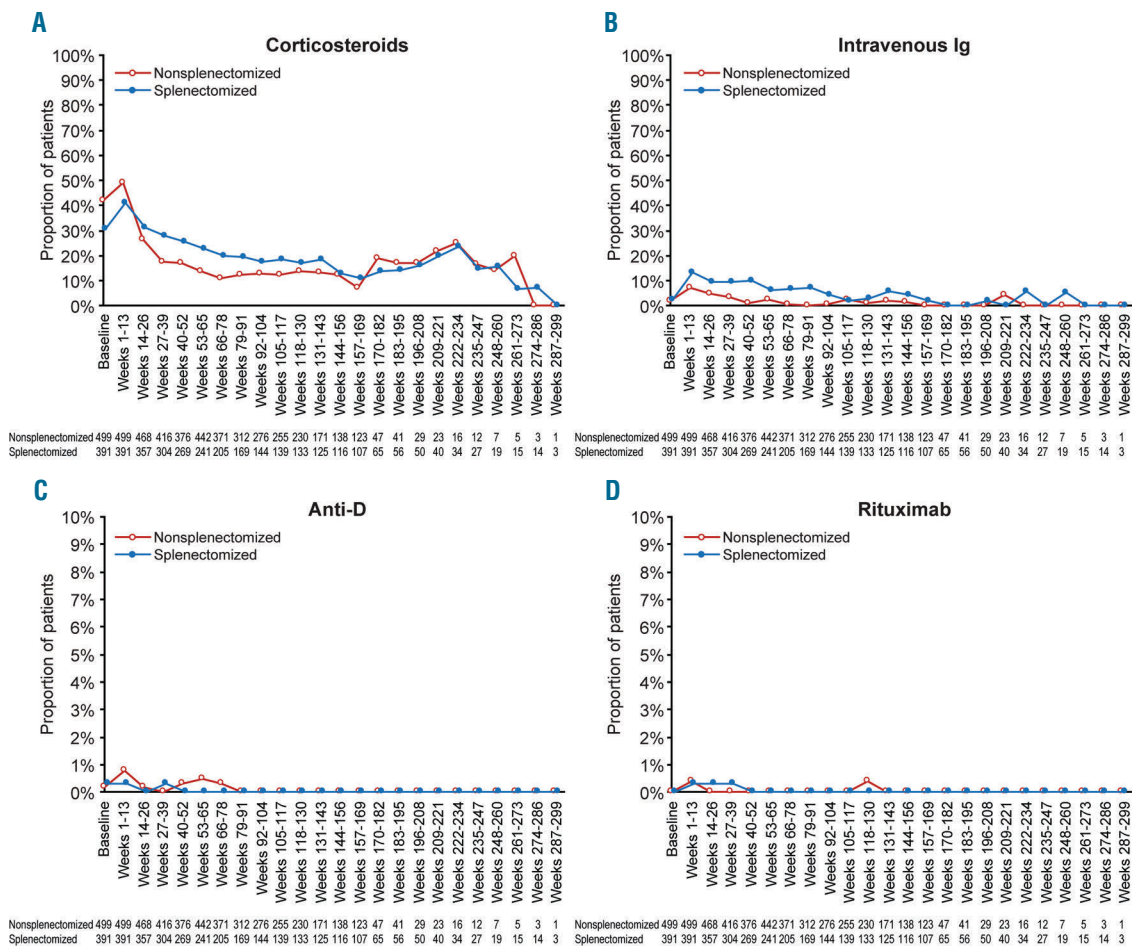 A
Corticosteroids
100%
90%
80%
70%
60%
50%
40%
30%
20%
10%
0%
Proportion of patients
Nonsplenectomized
Splenectomized
Baseline
Weeks 1-13
Weeks 14-26
Weeks 27-39
Weeks 40-52
Weeks 53-65
Weeks 66-78
Weeks 79-91
Weeks 92-104
Weeks 105-117
Weeks 118-130
Weeks 131-143
Weeks 144-156
Weeks 157-169
Weeks 170-182
Weeks 183-195
Weeks 196-208
Weeks 209-221
Weeks 222-234
Weeks 235-247
Weeks 248-260
Weeks 261-273
Weeks 274-286
Weeks 287-299
Nonsplenectomized 499 499 468 416 376 442 371 312 276 255 230 171 138 123 47 41 29 23 16 12 7 5 3 1
Splenectomized 391 391 357 304 269 241 205 169 144 139 133 125 116 107 65 56 50 40 34 27 19 15 14 3
B
Intravenous Ig
100%
90%
80%
70%
60%
50%
40%
30%
20%
10%
0%
Proportion of patients
Nonsplenectomized
Splenectomized
Baseline
Weeks 1-13
Weeks 14-26
Weeks 27-39
Weeks 40-52
Weeks 53-65
Weeks 66-78
Weeks 79-91
Weeks 92-104
Weeks 105-117
Weeks 118-130
Weeks 131-143
Weeks 144-156
Weeks 157-169
Weeks 170-182
Weeks 183-195
Weeks 196-208
Weeks 209-221
Weeks 222-234
Weeks 235-247
Weeks 248-260
Weeks 261-273
Weeks 274-286
Weeks 287-299
Nonsplenectomized 499 499 468 416 376 442 371 312 276 255 230 171 138 123 47 41 29 23 16 12 7 5 3 1
Splenectomized 391 391 357 304 269 241 205 169 144 139 133 125 116 107 65 56 50 40 34 27 19 15 14 3
C
Anti-D
10%
9%
8%
7%
6%
5%
4%
3%
2%
1%
0%
Proportion of patients
Nonsplenectomized
Splenectomized
Baseline
Weeks 1-13
Weeks 14-26
Weeks 27-39
Weeks 40-52
Weeks 53-65
Weeks 66-78
Weeks 79-91
Weeks 92-104
Weeks 105-117
Weeks 118-130
Weeks 131-143
Weeks 144-156
Weeks 157-169
Weeks 170-182
Weeks 183-195
Weeks 196-208
Weeks 209-221
Weeks 222-234
Weeks 235-247
Weeks 248-260
Weeks 261-273
Weeks 274-286
Weeks 287-299
Nonsplenectomized 499 499 468 416 376 442 371 312 276 255 230 171 138 123 47 41 29 23 16 12 7 5 3 1
Splenectomized 391 391 357 304 269 241 205 169 144 139 133 125 116 107 65 56 50 40 34 27 19 15 14 3
D
Rituximab
10%
9%
8%
7%
6%
5%
4%
3%
2%
1%
0%
Proportion of patients
Nonsplenectomized
Splenectomized
Baseline
Weeks 1-13
Weeks 14-26
Weeks 27-39
Weeks 40-52
Weeks 53-65
Weeks 66-78
Weeks 79-91
Weeks 92-104
Weeks 105-117
Weeks 118-130
Weeks 131-143
Weeks 144-156
Weeks 157-169
Weeks 170-182
Weeks 183-195
Weeks 196-208
Weeks 209-221
Weeks 222-234
Weeks 235-247
Weeks 248-260
Weeks 261-273
Weeks 274-286
Weeks 287-299
Nonsplenectomized 499 499 468 416 376 442 371 312 276 255 230 171 138 123 47 41 29 23 16 12 7 5 3 1
Splenectomized 391 391 357 304 269 241 205 169 144 139 133 125 116 107 65 56 50 40 34 27 19 15 14 3